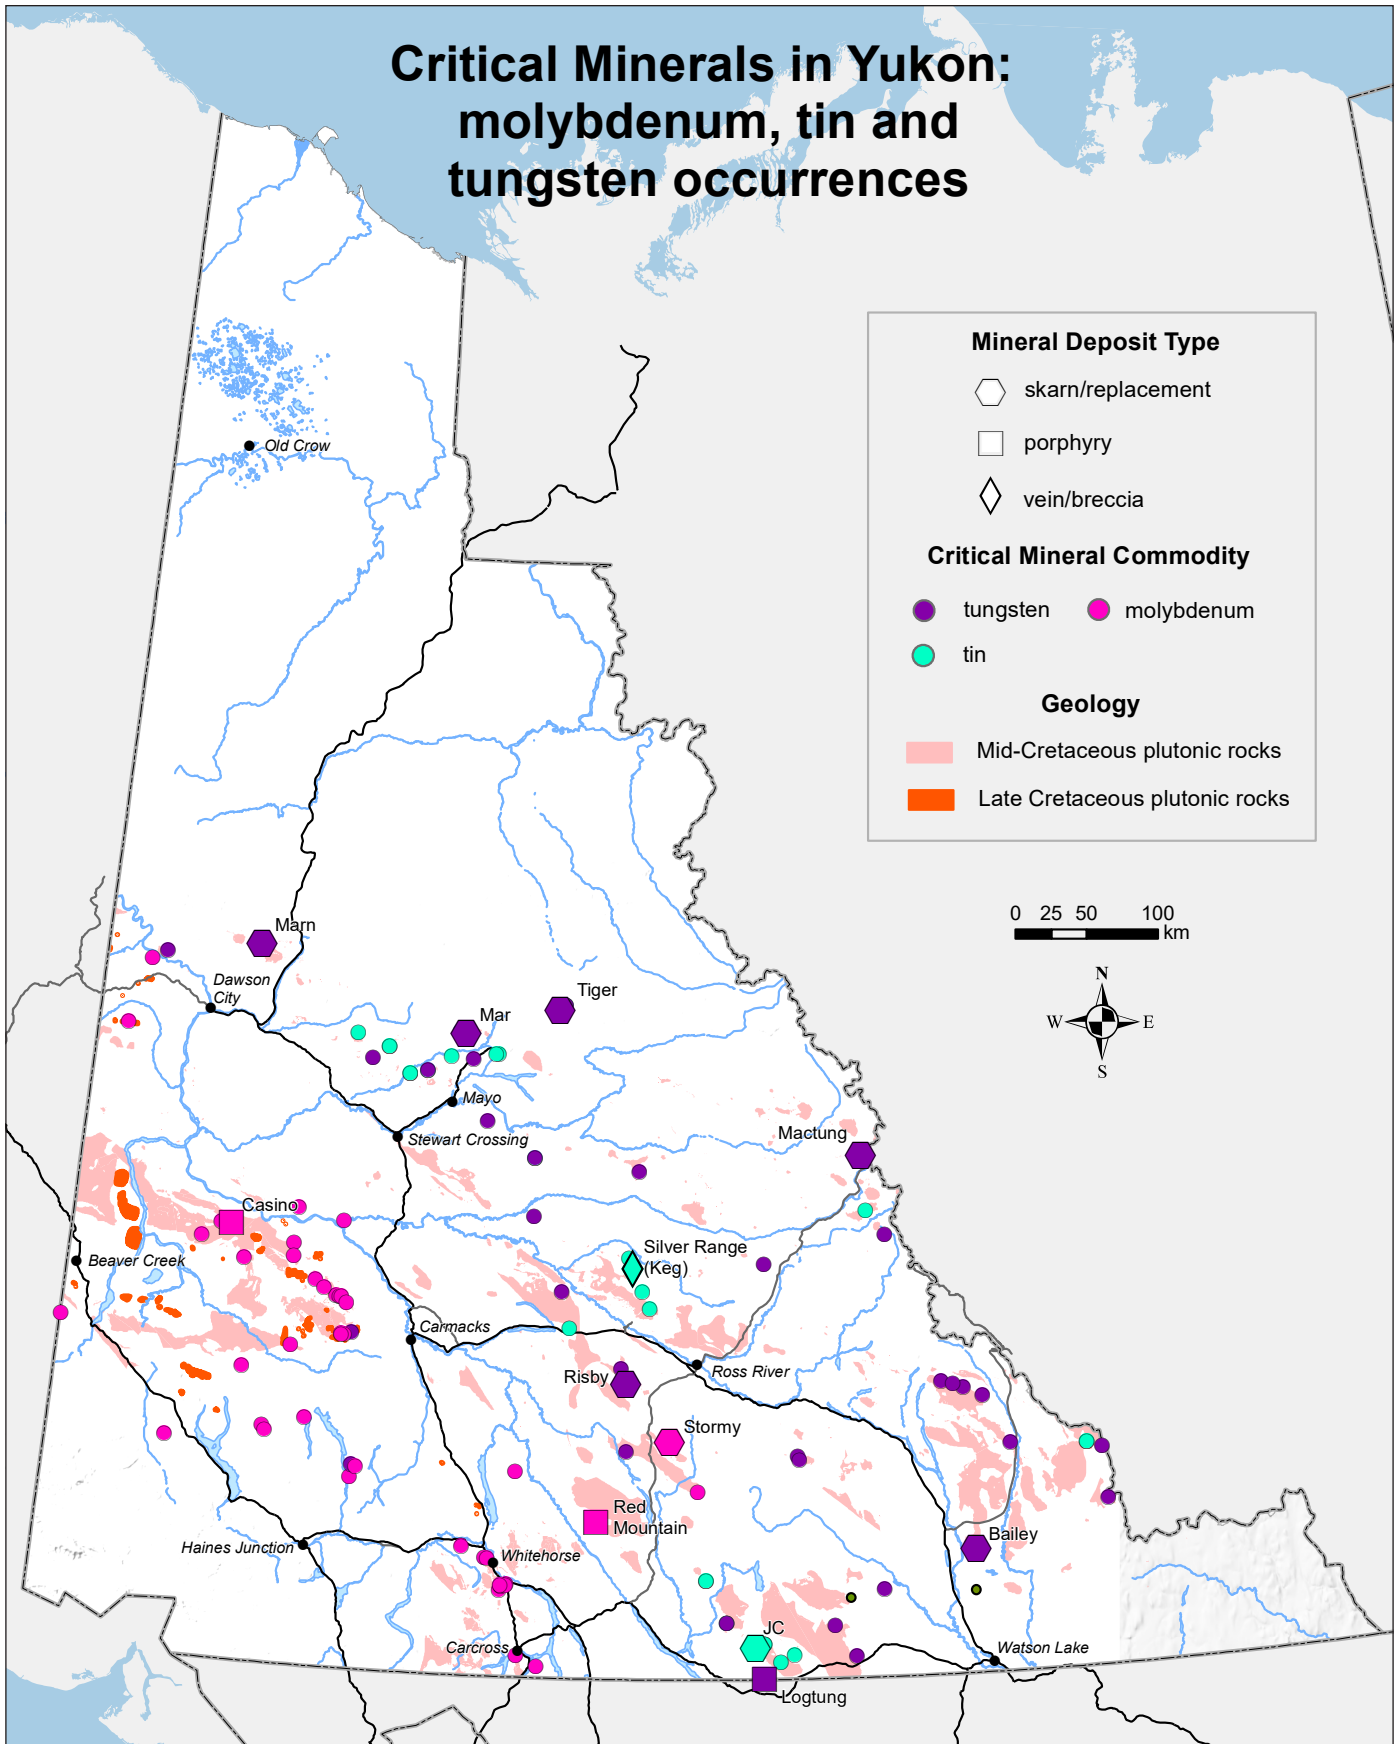 Critical Minerals in Yukon:
molybdenum, tin and
tungsten occurrences
Mineral Deposit Type
skarn/replacement
porphyry
vein/breccia
Critical Mineral Commodity
tungsten
molybdenum
tin
Geology
Mid-Cretaceous plutonic rocks
Late Cretaceous plutonic rocks
0 25 50 100
km
N
W E
S
Old Crow
Marn
Dawson
City
Tiger
Mar
Mayo
Stewart Crossing
Mactung
Casino
Beaver Creek
Silver Range
(Keg)
Carmacks
Ross River
Risby
Stormy
Red
Mountain
Haines Junction
Whitehorse
Bailey
JC
Carcross
Watson Lake
Logtung